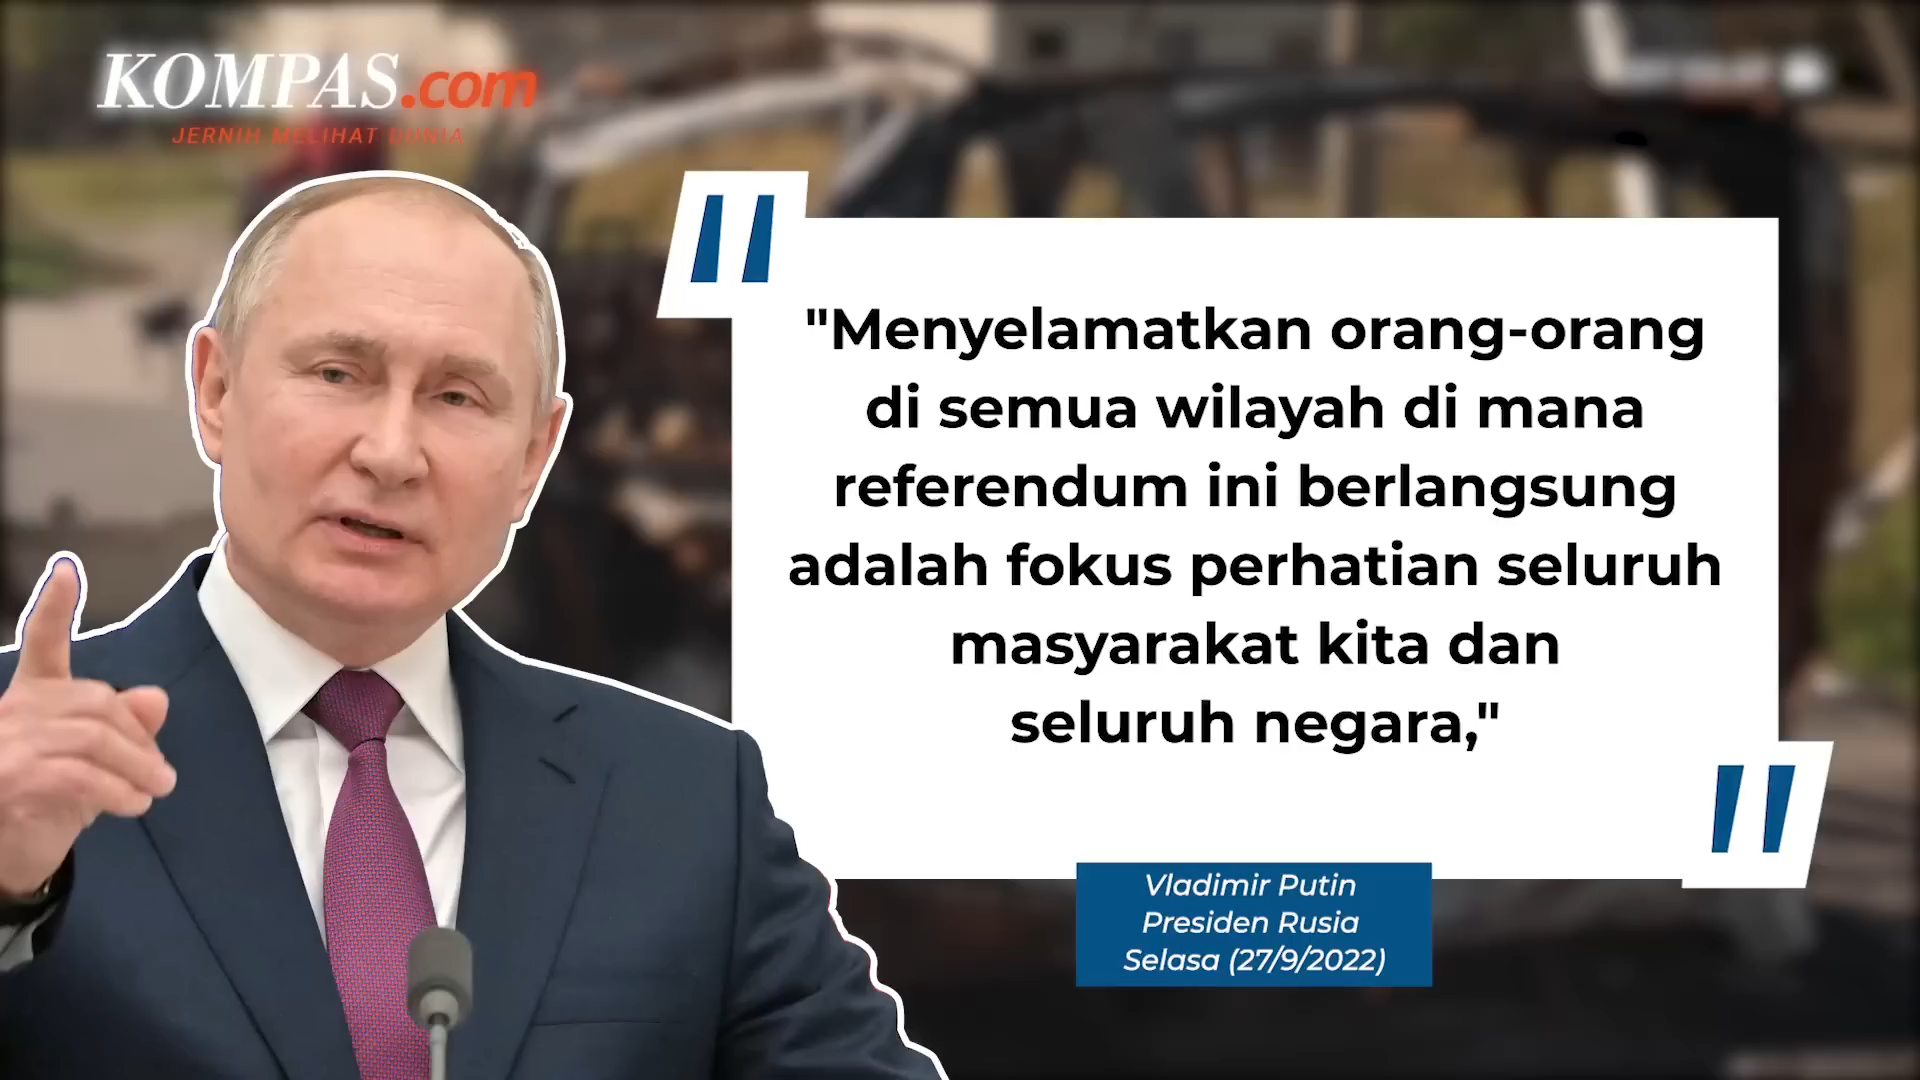 KOMPAS.com
JERNIH MELIHAT DUNIA
"Menyelamatkan orang-orang
di semua wilayah di mana
referendum ini berlangsung
adalah fokus perhatian seluruh
masyarakat kita dan
seluruh negara,"
Vladimir Putin
Presiden Rusia
Selasa (27/9/2022)